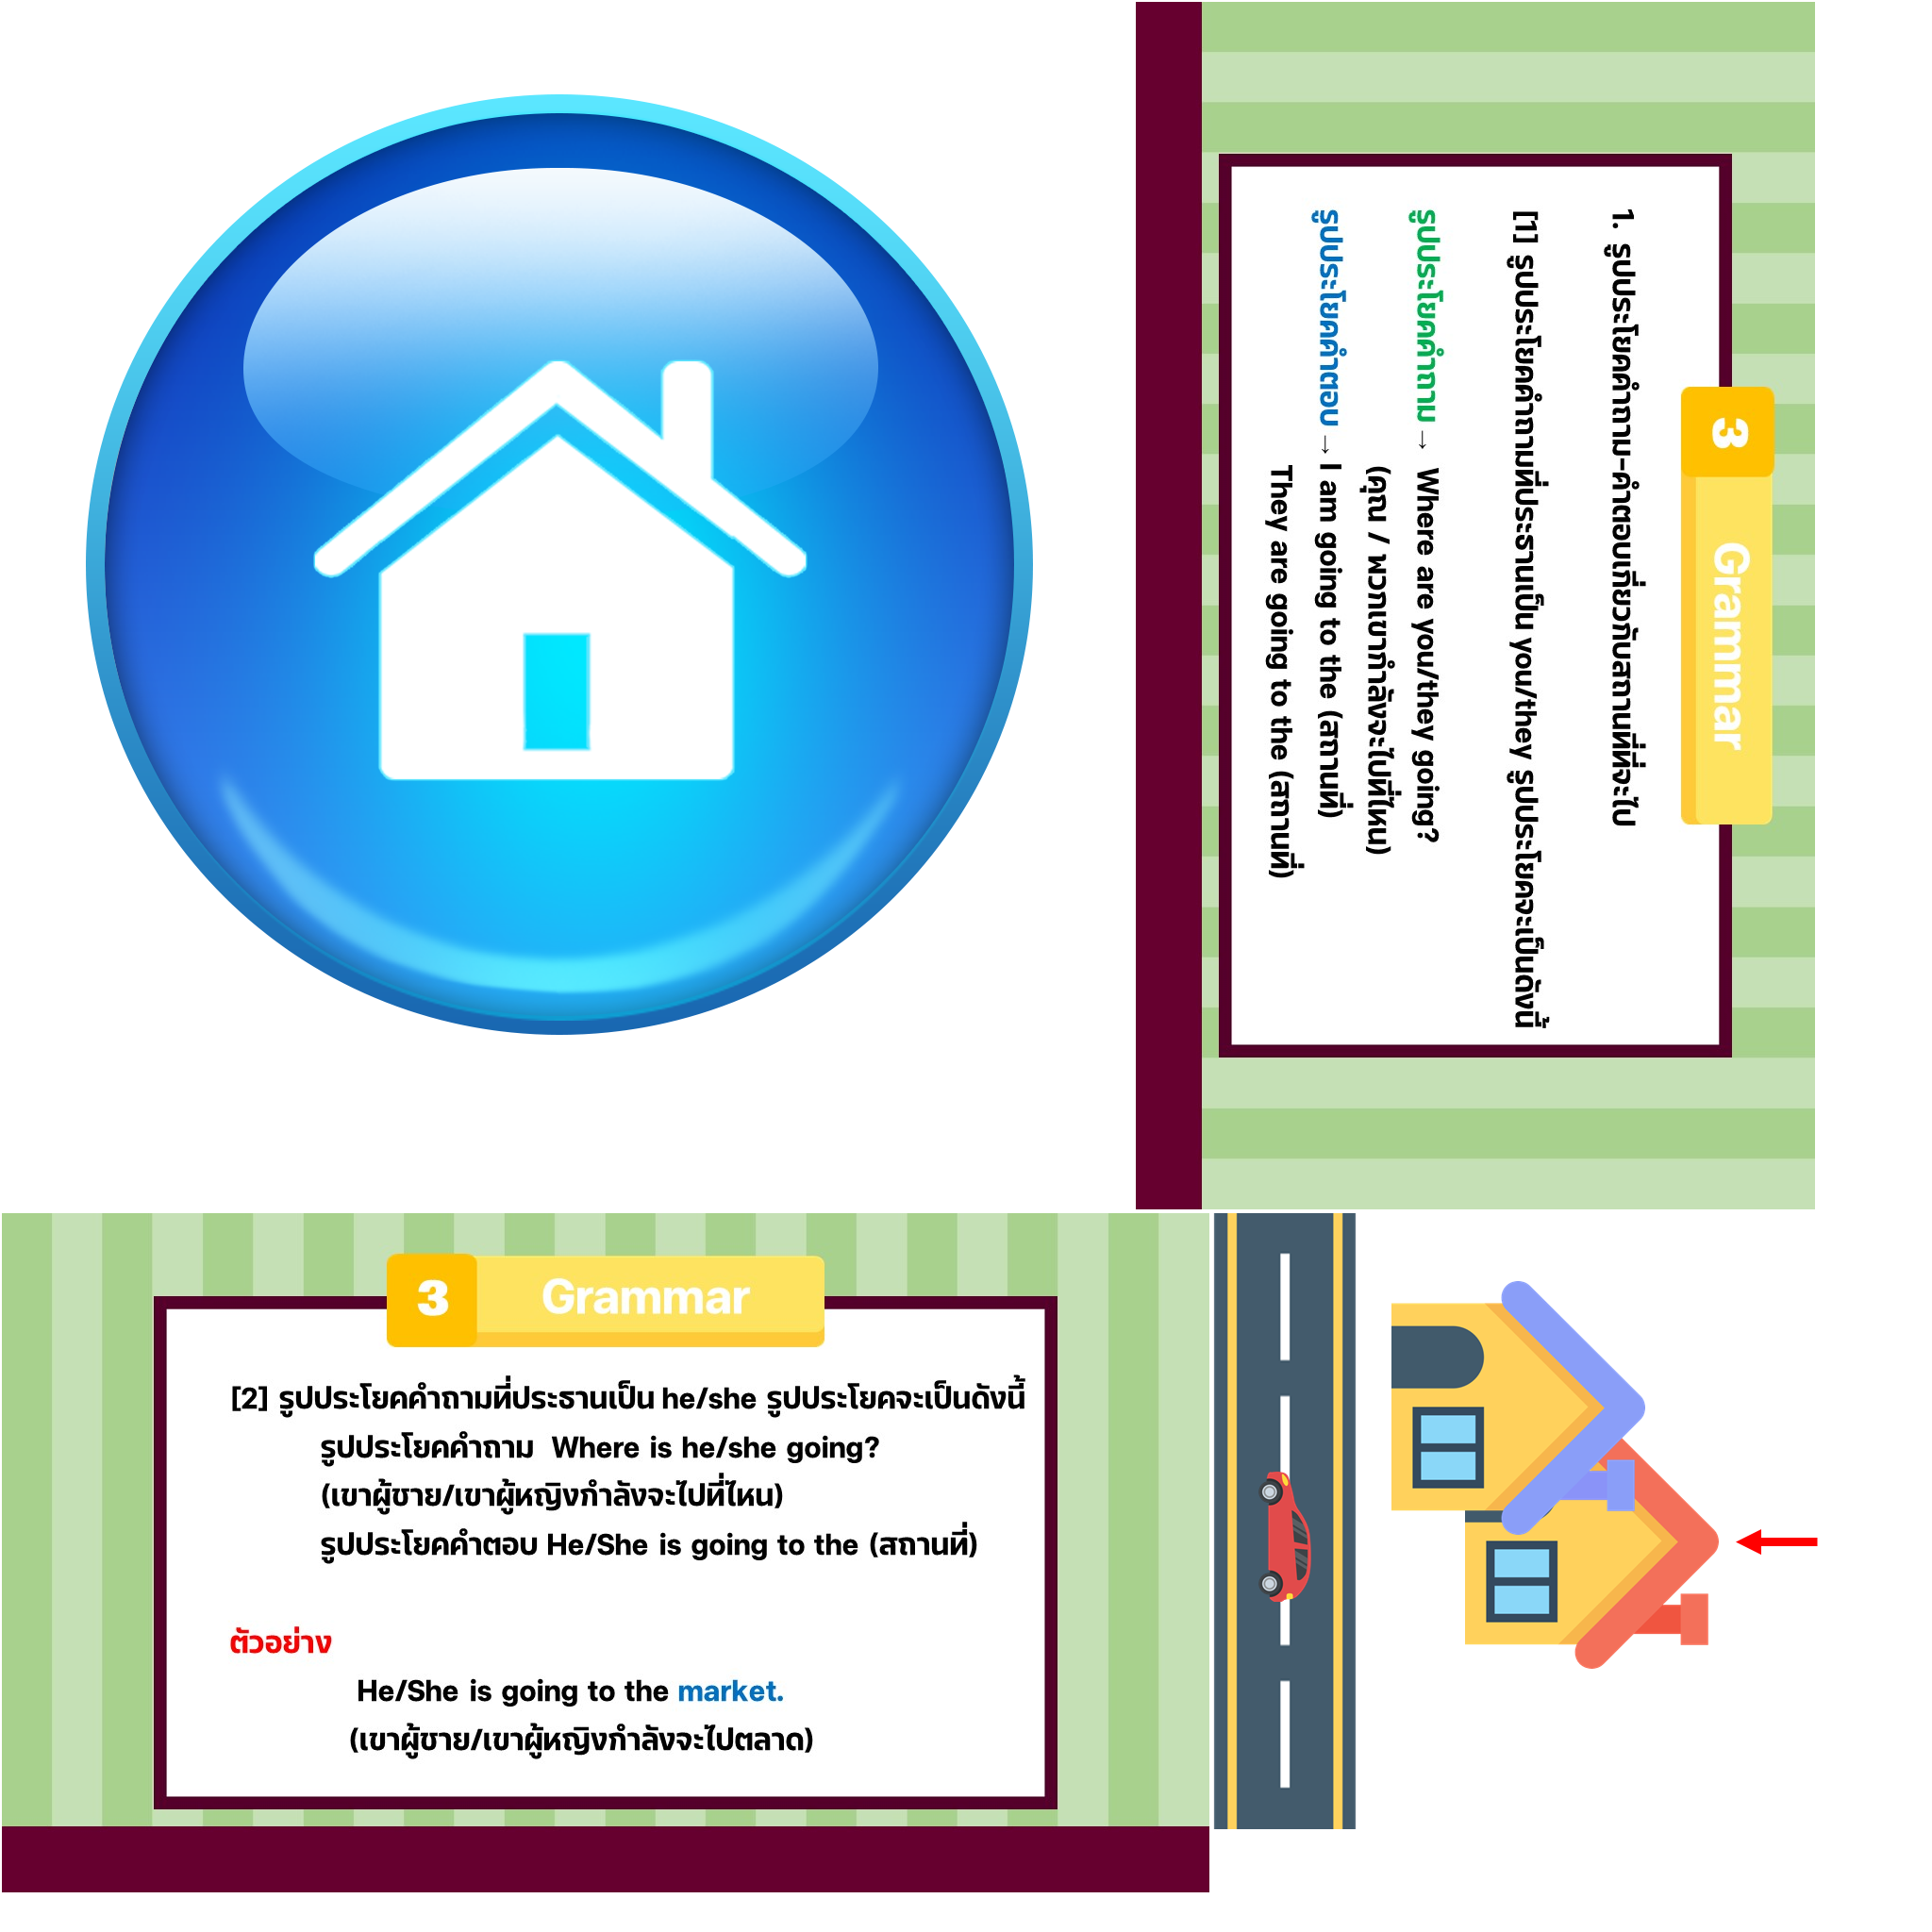 3 Grammar
1. รูปประโยคคำถาม-คำตอบเกี่ยวกับสถานที่ที่จะไป
[1] รูปประโยคคำถามที่ประธานเป็น you/they รูปประโยคจะเป็นดังนี้
รูปประโยคคำถาม → Where are you/they going?
(คุณ / พวกเขากำลังจะไปที่ไหน)
รูปประโยคคำตอบ → I am going to the (สถานที่)
They are going to the (สถานที่)
3 Grammar
[2] รูปประโยคคำถามที่ประธานเป็น he/she รูปประโยคจะเป็นดังนี้
รูปประโยคคำถาม Where is he/she going?
(เขาผู้ชาย/เขาผู้หญิงกำลังจะไปที่ไหน)
รูปประโยคคำตอบ He/She is going to the (สถานที่)
ตัวอย่าง
He/She is going to the market.
(เขาผู้ชาย/เขาผู้หญิงกำลังจะไปตลาด)